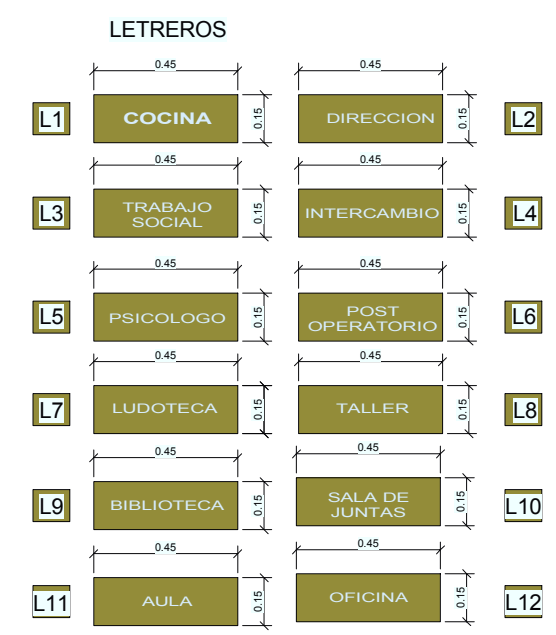 LETREROS
0.45 0.45
L1 COCINA 0.15 DIRECCION 0.15 L2
0.45 0.45
L3 TRABAJO SOCIAL 0.15 INTERCAMBIO 0.15 L4
0.45 0.45
L5 PSICOLOGO 0.15 POST OPERATORIO 0.15 L6
0.45 0.45
L7 LUDOTECA 0.15 TALLER 0.15 L8
0.45 0.45
L9 BIBLIOTECA 0.15 SALA DE JUNTAS 0.15 L10
0.45 0.45
L11 AULA 0.15 OFICINA 0.15 L12